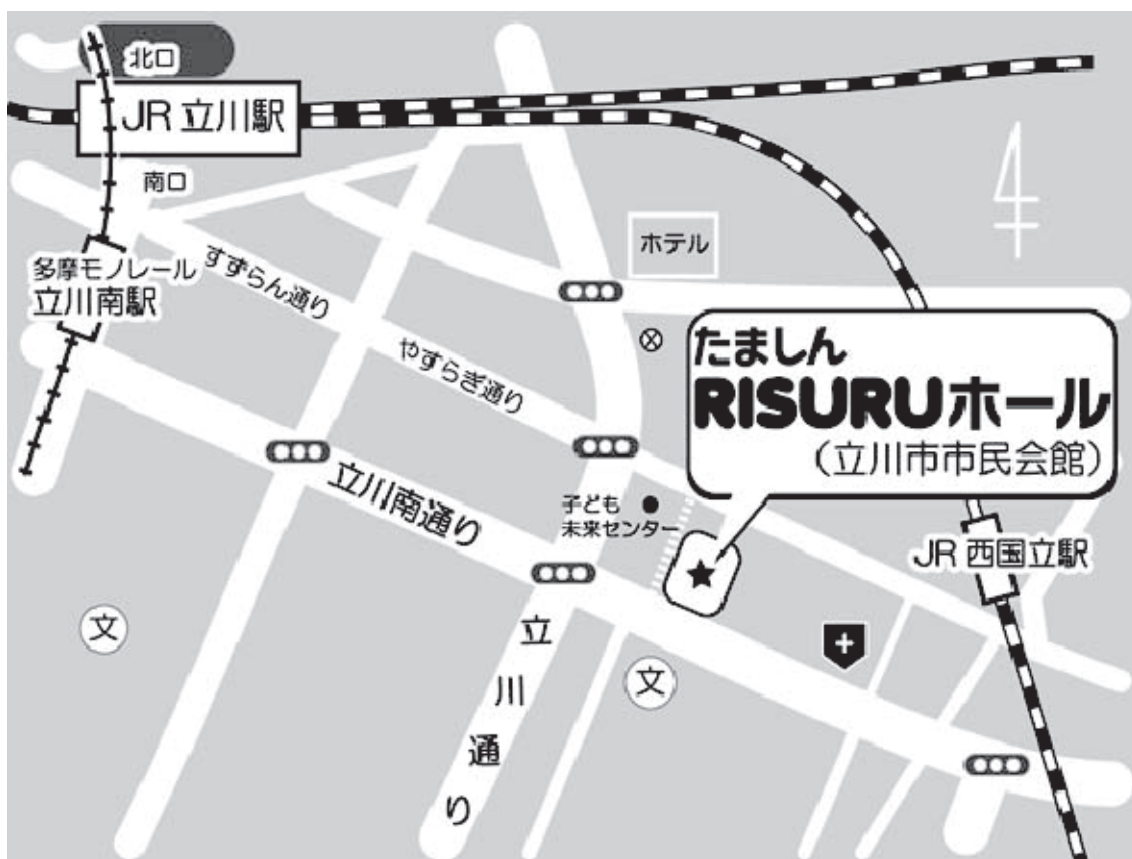 北口
JR 立川駅
南口
多摩モノレール
立川南駅
すずらん通り
やすらぎ通り
ホテル
たましん
RISURUホール
（立川市市民会館）
立川南通り
子ども
未来センター
JR 西国立駅
立川通り
文
文